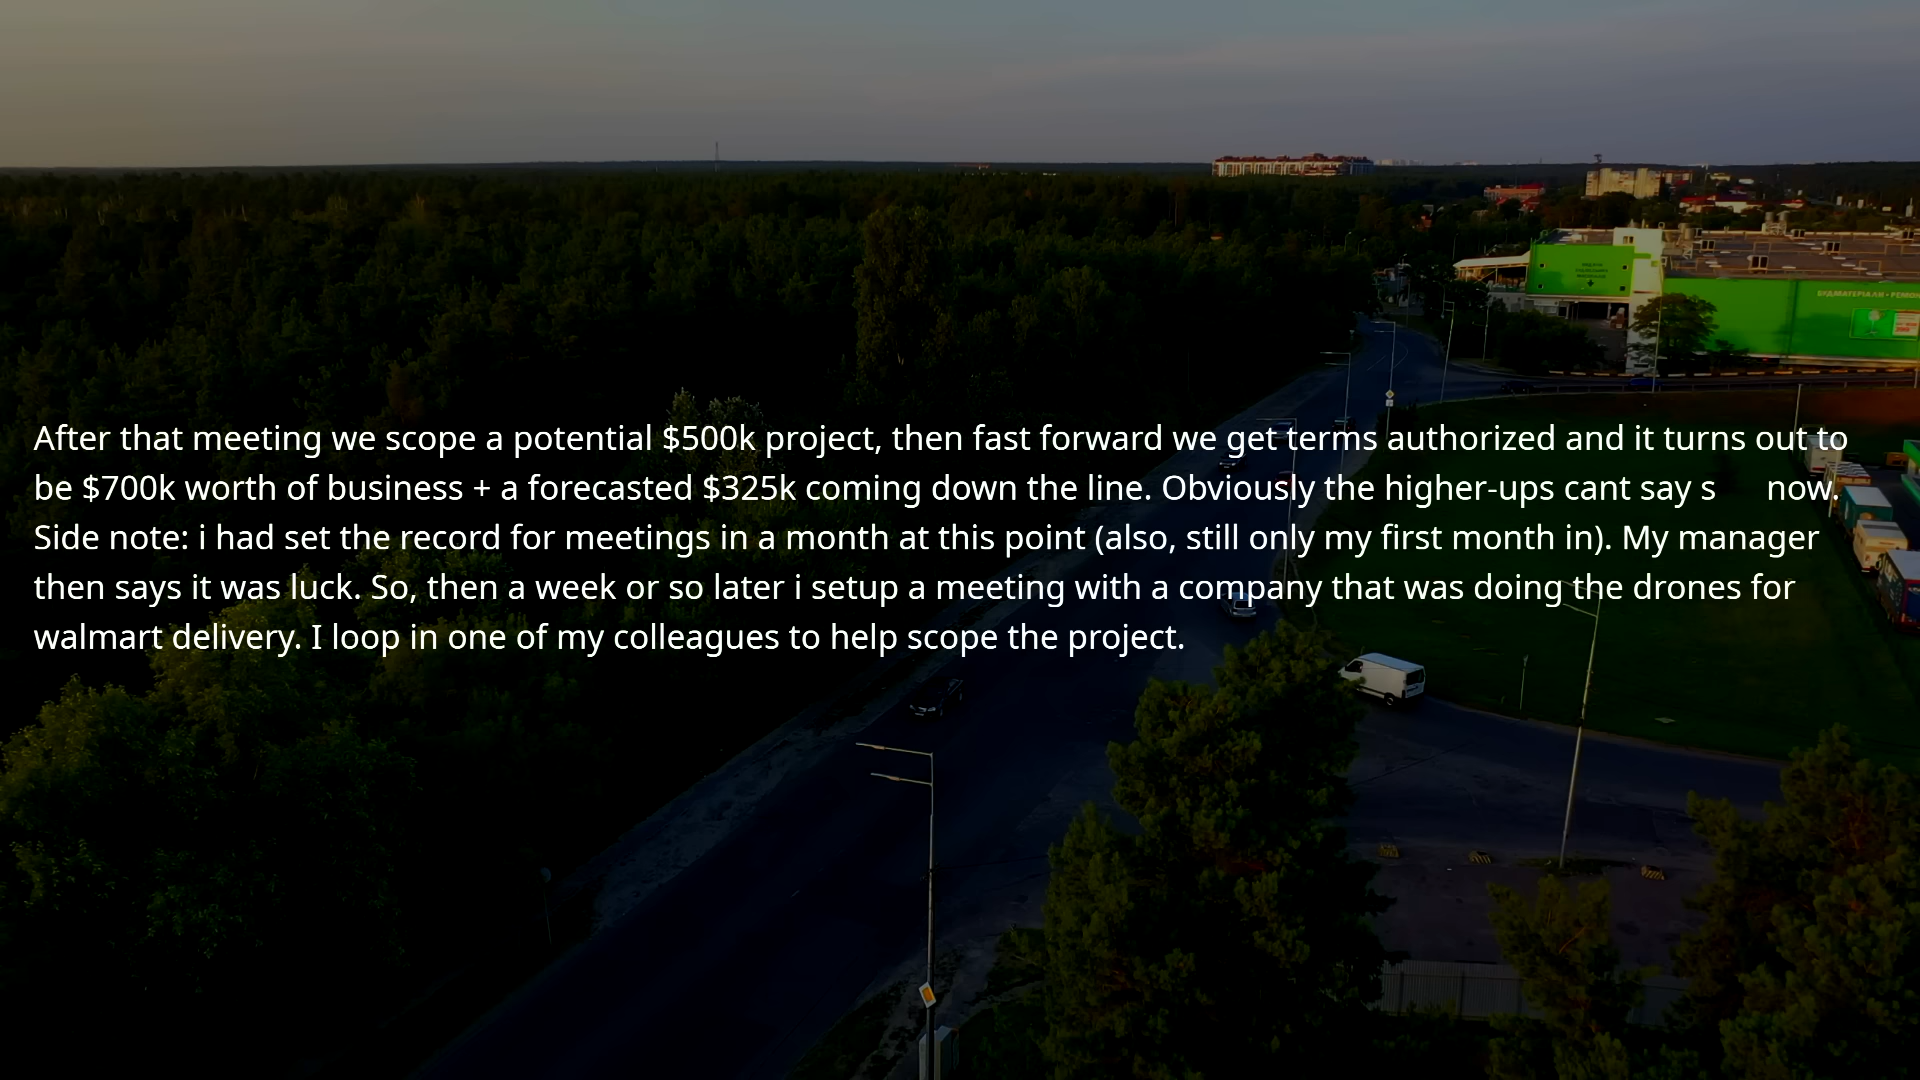 БУДМАТЕРІАЛИ • РЕМОН
After that meeting we scope a potential $500k project, then fast forward we get terms authorized and it turns out to
be $700k worth of business + a forecasted $325k coming down the line. Obviously the higher-ups cant say s now.
Side note: i had set the record for meetings in a month at this point (also, still only my first month in). My manager
then says it was luck. So, then a week or so later i setup a meeting with a company that was doing the drones for
walmart delivery. I loop in one of my colleagues to help scope the project.